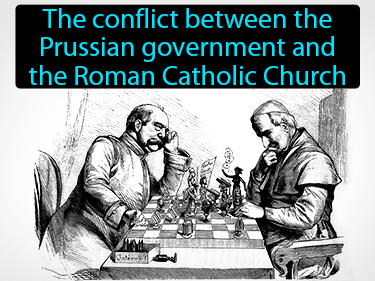 The conflict between the
Prussian government and
the Roman Catholic Church